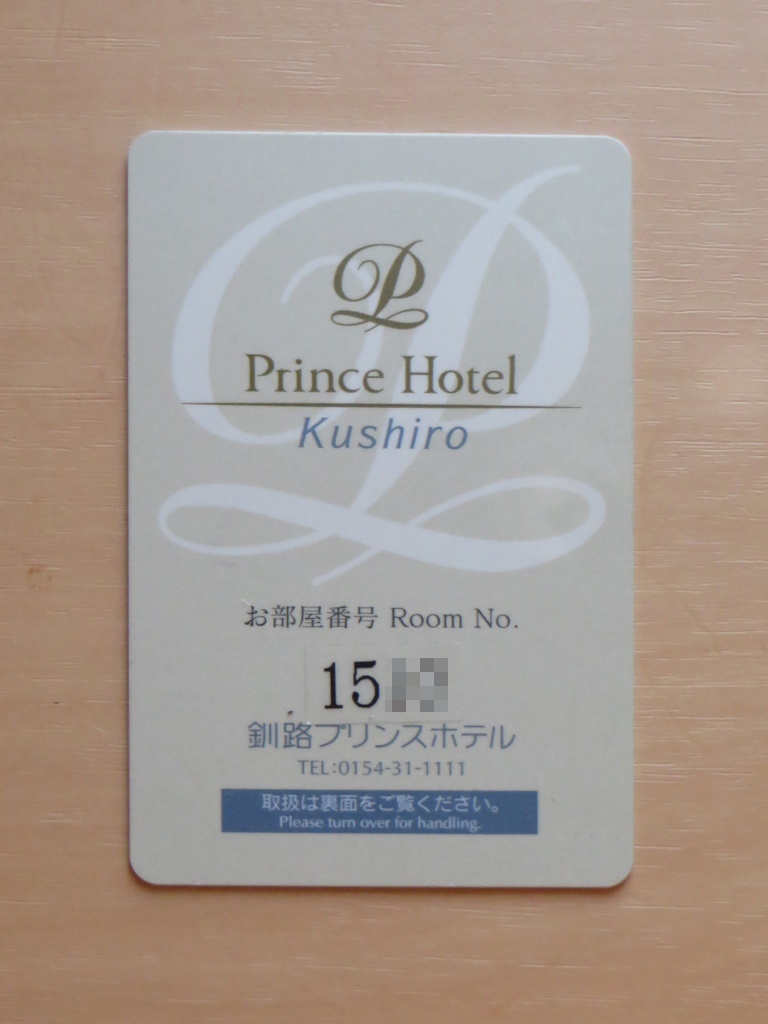 P
Prince Hotel
Kushiro
お部屋番号 Room No.
15
釧路プリンスホテル
TEL:0154-31-1111
取扱は裏面をご覧ください。
Please turn over for handling.